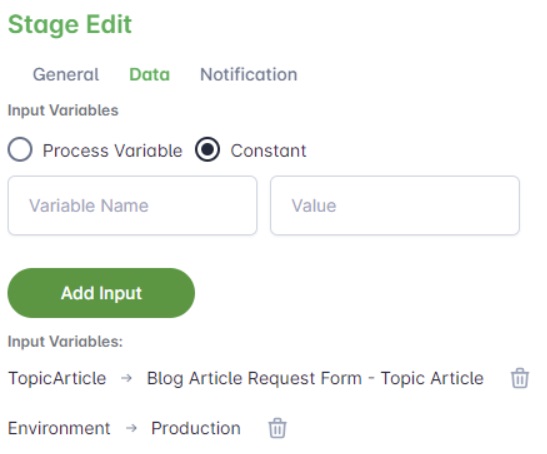 Stage Edit
General Data Notification
Input Variables
Process Variable Constant
Variable Name Value
Add Input
Input Variables:
TopicArticle → Blog Article Request Form - Topic Article
Environment → Production